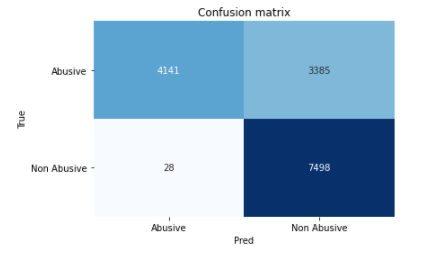 Confusion matrix
Abusive
4141
3385
True
Non Abusive
28
7498
Abusive
Non Abusive
Pred